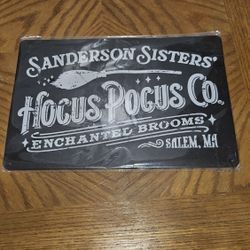 SANDERSON SISTERS'
HOCUS POCUS CO.
ENCHANTED BROOMS
SALEM, MA